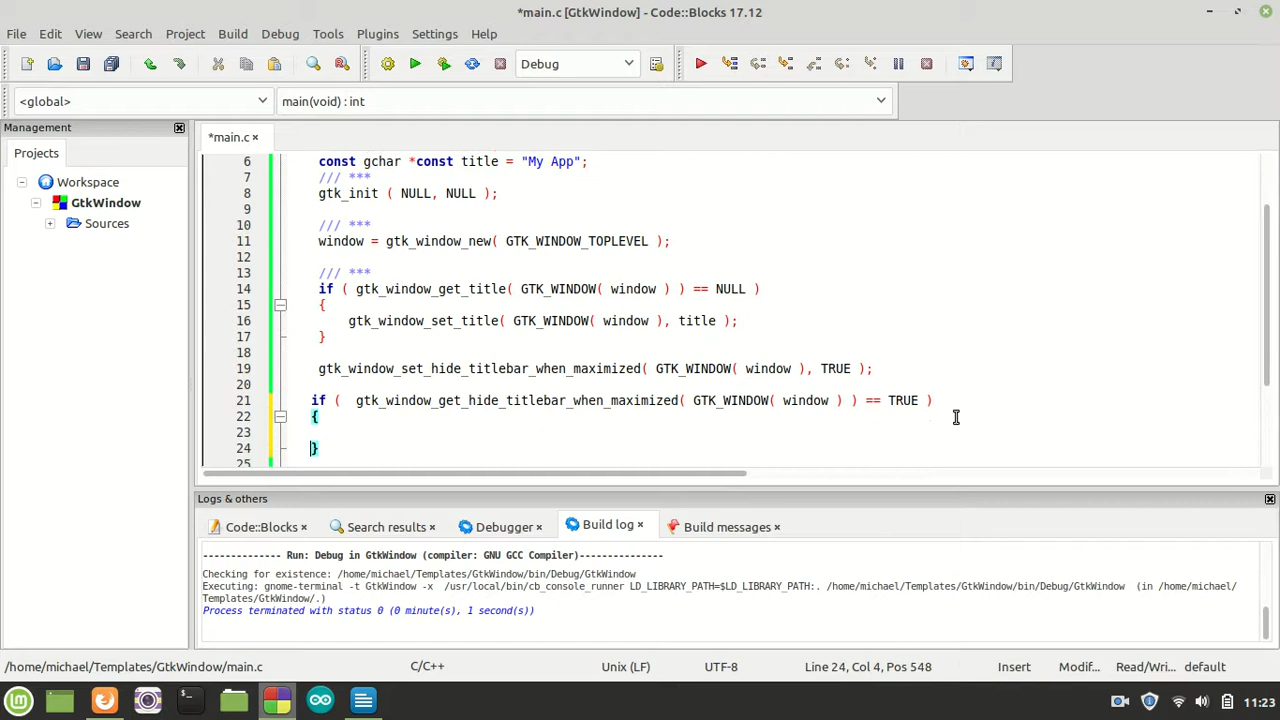 *main.c [GtkWindow] - Code::Blocks 17.12
File Edit View Search Project Build Debug Tools Plugins Settings Help
Debug
<global> main(void) : int
Management
*main.c
Projects
Workspace
GtkWindow
Sources
6 const gchar *const title = "My App";
7 /// ***
8 gtk_init ( NULL, NULL );
9
10 /// ***
11 window = gtk_window_new( GTK_WINDOW_TOPLEVEL );
12
13 /// ***
14 if ( gtk_window_get_title( GTK_WINDOW( window ) ) == NULL )
15 {
16 gtk_window_set_title( GTK_WINDOW( window ), title );
17 }
18
19 gtk_window_set_hide_titlebar_when_maximized( GTK_WINDOW( window ), TRUE );
20
21 if (  gtk_window_get_hide_titlebar_when_maximized( GTK_WINDOW( window ) ) == TRUE )
22 {
23
24 }
25
Logs & others
Code::Blocks Search results Debugger Build log Build messages
-------------- Run: Debug in GtkWindow (compiler: GNU GCC Compiler)---------------
Checking for existence: /home/michael/Templates/GtkWindow/bin/Debug/GtkWindow
Executing: gnome-terminal -t GtkWindow -x  /usr/local/bin/cb_console_runner LD_LIBRARY_PATH=$LD_LIBRARY_PATH:. /home/michael/Templates/GtkWindow/bin/Debug/GtkWindow  (in /home/michael/
Templates/GtkWindow/.)
Process terminated with status 0 (0 minute(s), 1 second(s))
/home/michael/Templates/GtkWindow/main.c C/C++ Unix (LF) UTF-8 Line 24, Col 4, Pos 548 Insert Modif... Read/Wri... default
11:23